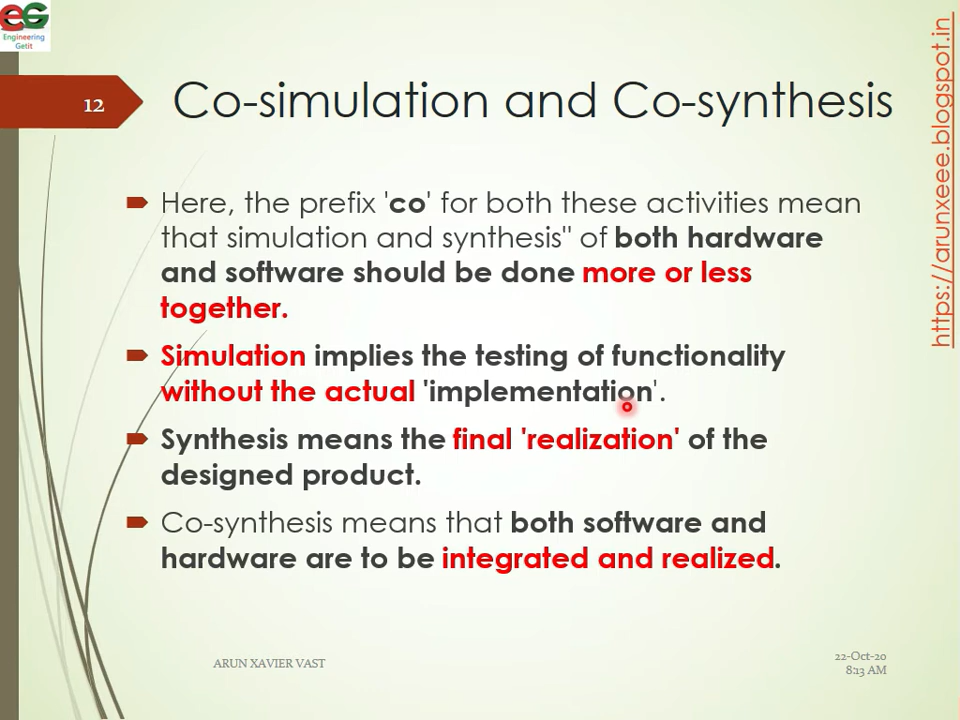 EG
Engineering
Getit
12
Co-simulation and Co-synthesis
https://arunxeee.blogspot.in
Here, the prefix 'co' for both these activities mean
that simulation and synthesis" of both hardware
and software should be done more or less
together.
Simulation implies the testing of functionality
without the actual 'implementation'.
Synthesis means the final 'realization' of the
designed product.
Co-synthesis means that both software and
hardware are to be integrated and realized.
ARUN XAVIER VAST
22-Oct-20
8:13 AM